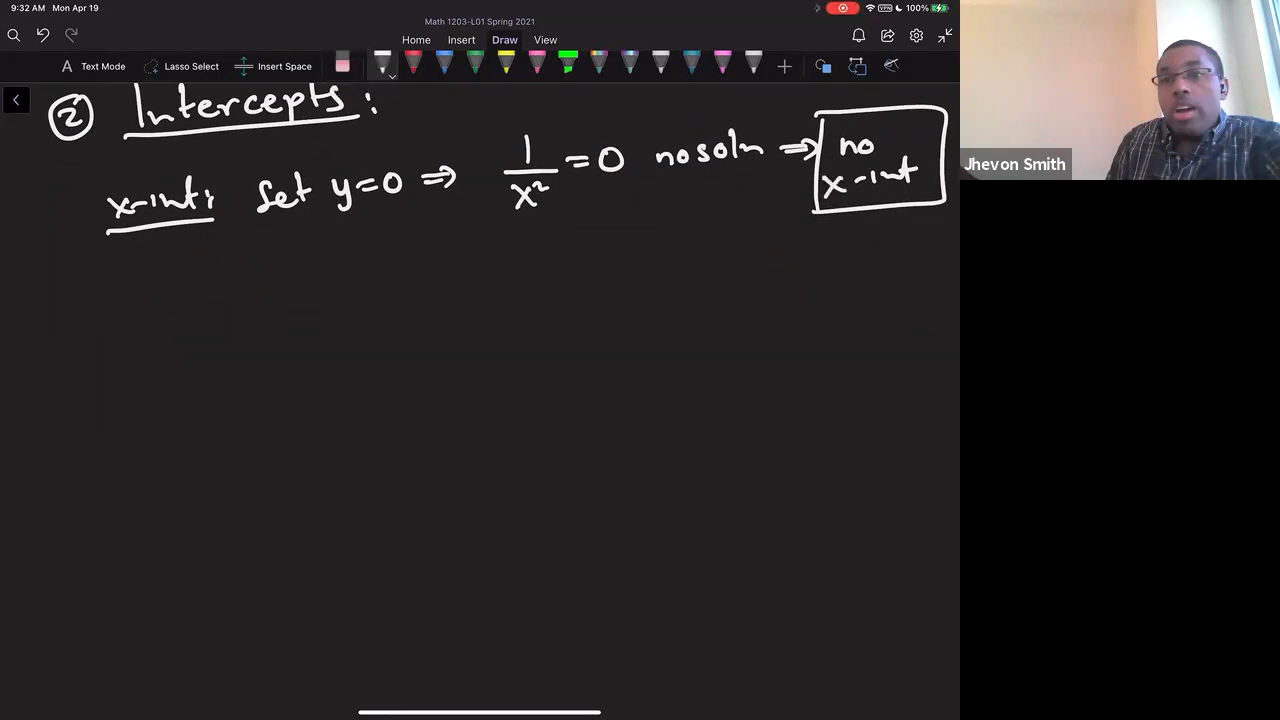 9:32 AM Mon Apr 19
100%
Math 1203-L01 Spring 2021
Home Insert Draw View
Text Mode Lasso Select Insert Space
② Intercepts:
x-int: Set y=0 ⇒ 1/x² = 0 no soln ⇒ no x-int
Jhevon Smith